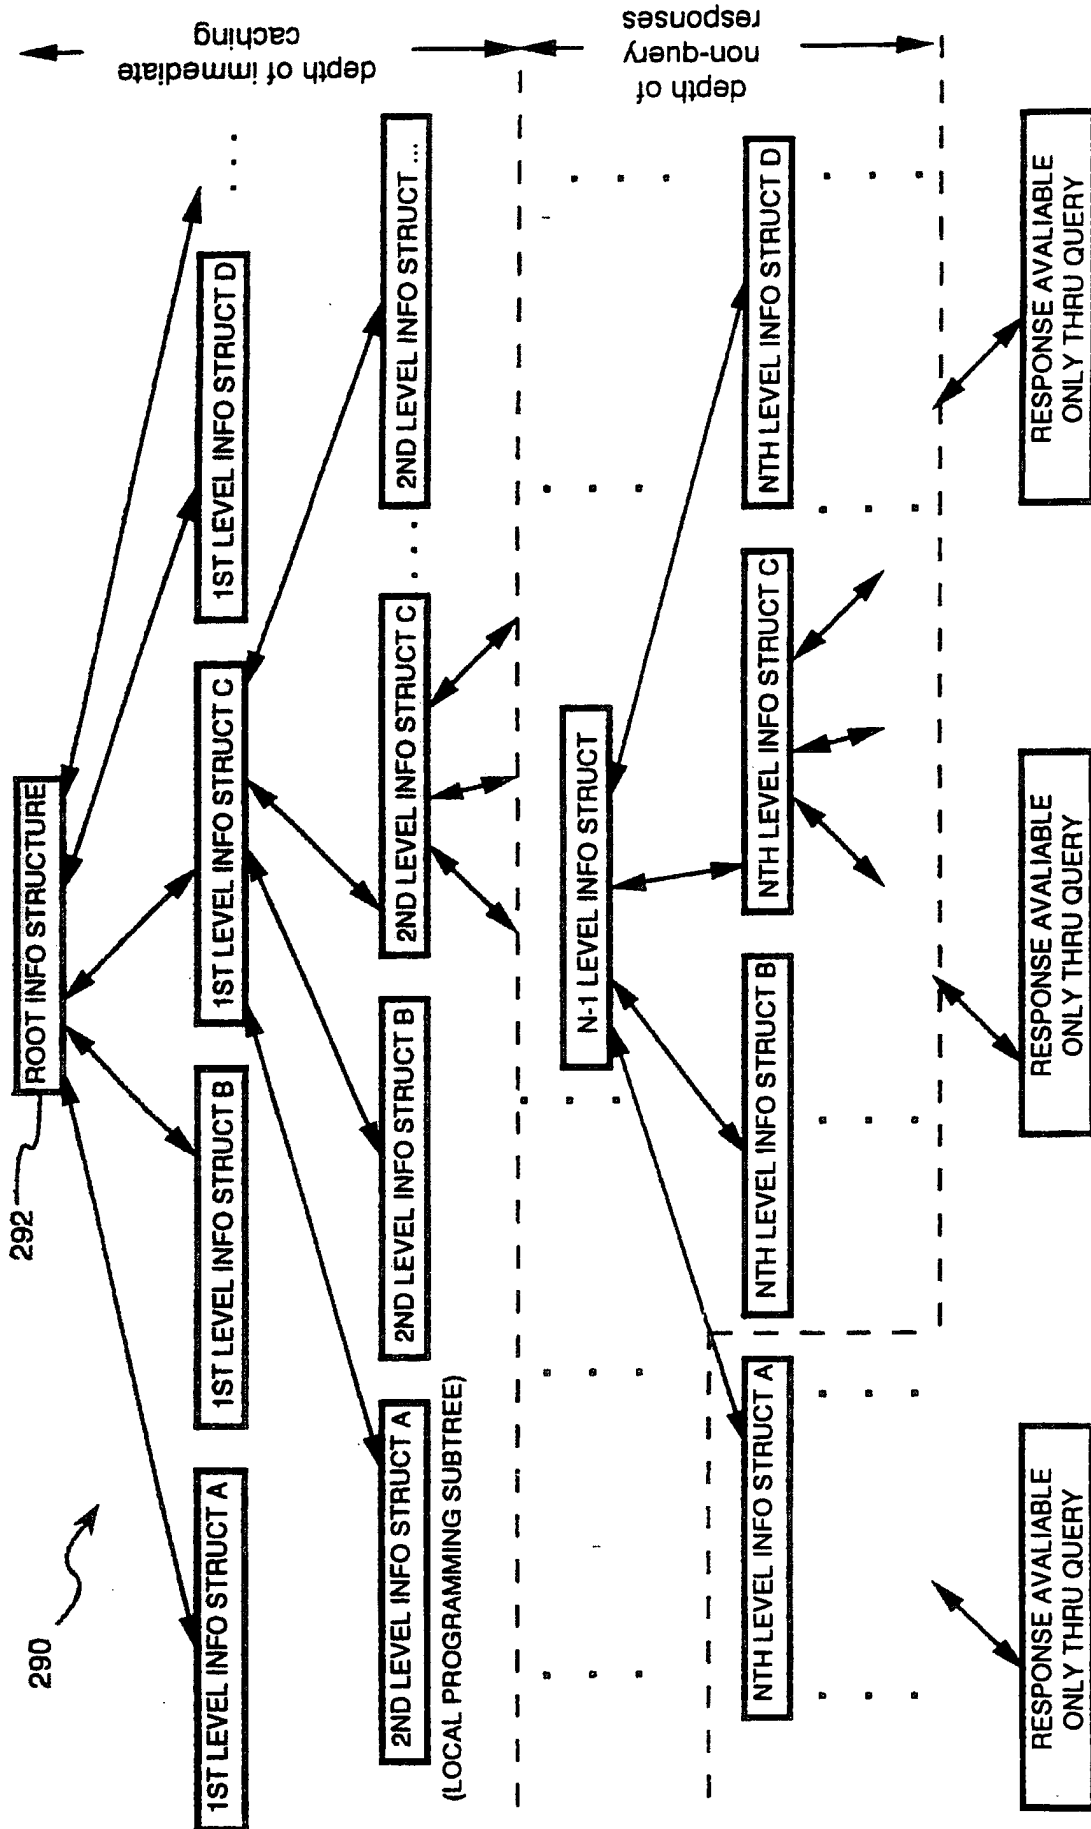 290
292
ROOT INFO STRUCTURE
1ST LEVEL INFO STRUCT A
1ST LEVEL INFO STRUCT B
1ST LEVEL INFO STRUCT C
1ST LEVEL INFO STRUCT D
. . .
2ND LEVEL INFO STRUCT A
(LOCAL PROGRAMMING SUBTREE)
2ND LEVEL INFO STRUCT B
2ND LEVEL INFO STRUCT C
. . .
2ND LEVEL INFO STRUCT ...
depth of immediate
caching
N-1 LEVEL INFO STRUCT
NTH LEVEL INFO STRUCT A
NTH LEVEL INFO STRUCT B
NTH LEVEL INFO STRUCT C
NTH LEVEL INFO STRUCT D
depth of
non-query
responses
RESPONSE AVALIABLE
ONLY THRU QUERY
RESPONSE AVALIABLE
ONLY THRU QUERY
RESPONSE AVALIABLE
ONLY THRU QUERY